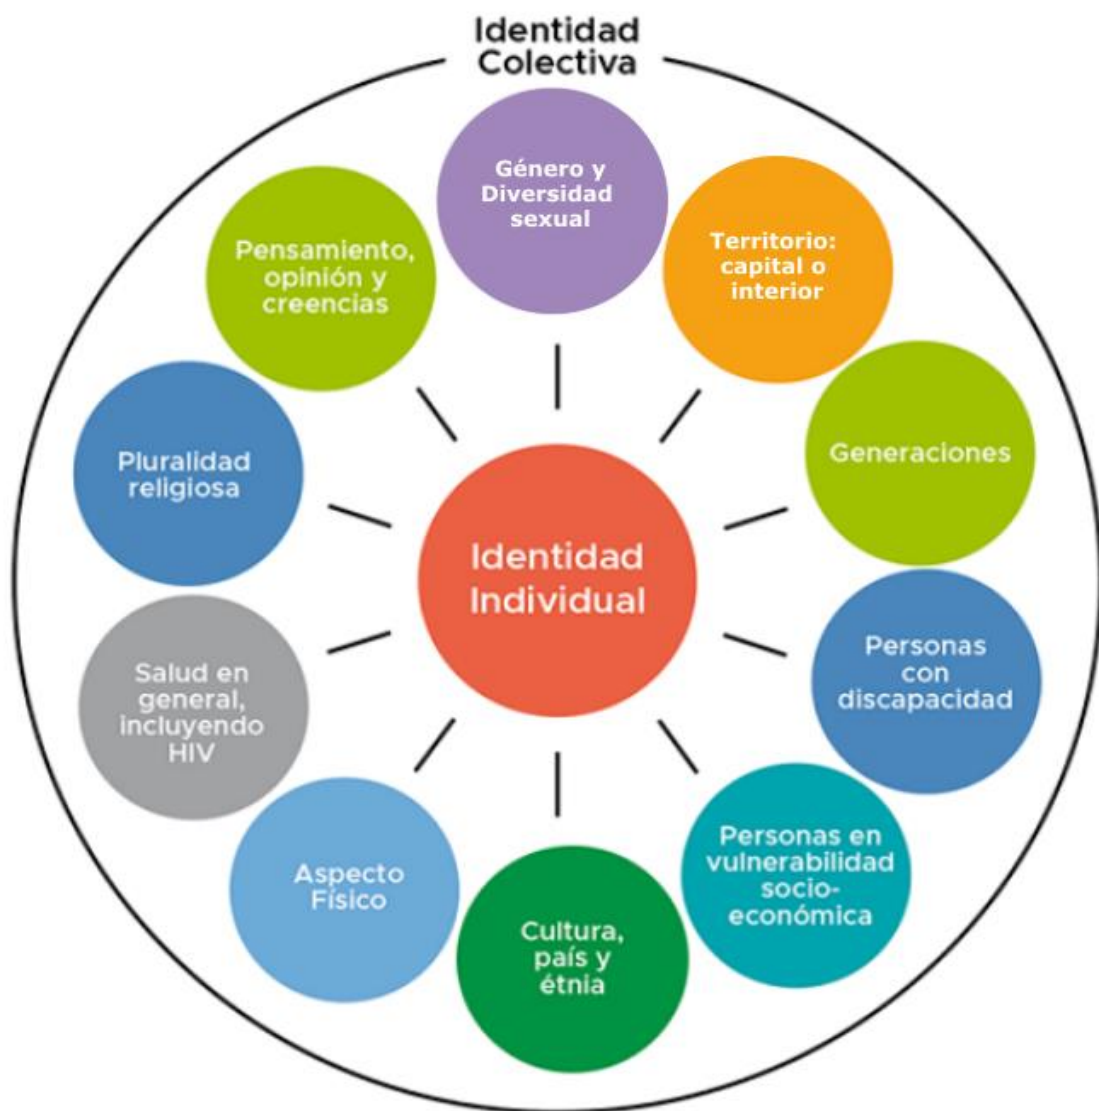 Identidad
Colectiva
Género y
Diversidad
sexual
Territorio:
capital o
interior
Generaciones
Personas
con
discapacidad
Personas en
vulnerabilidad
socio-
económica
Cultura,
país y
étnia
Aspecto
Físico
Salud en
general,
incluyendo
HIV
Pluralidad
religiosa
Pensamiento,
opinión y
creencias
Identidad
Individual